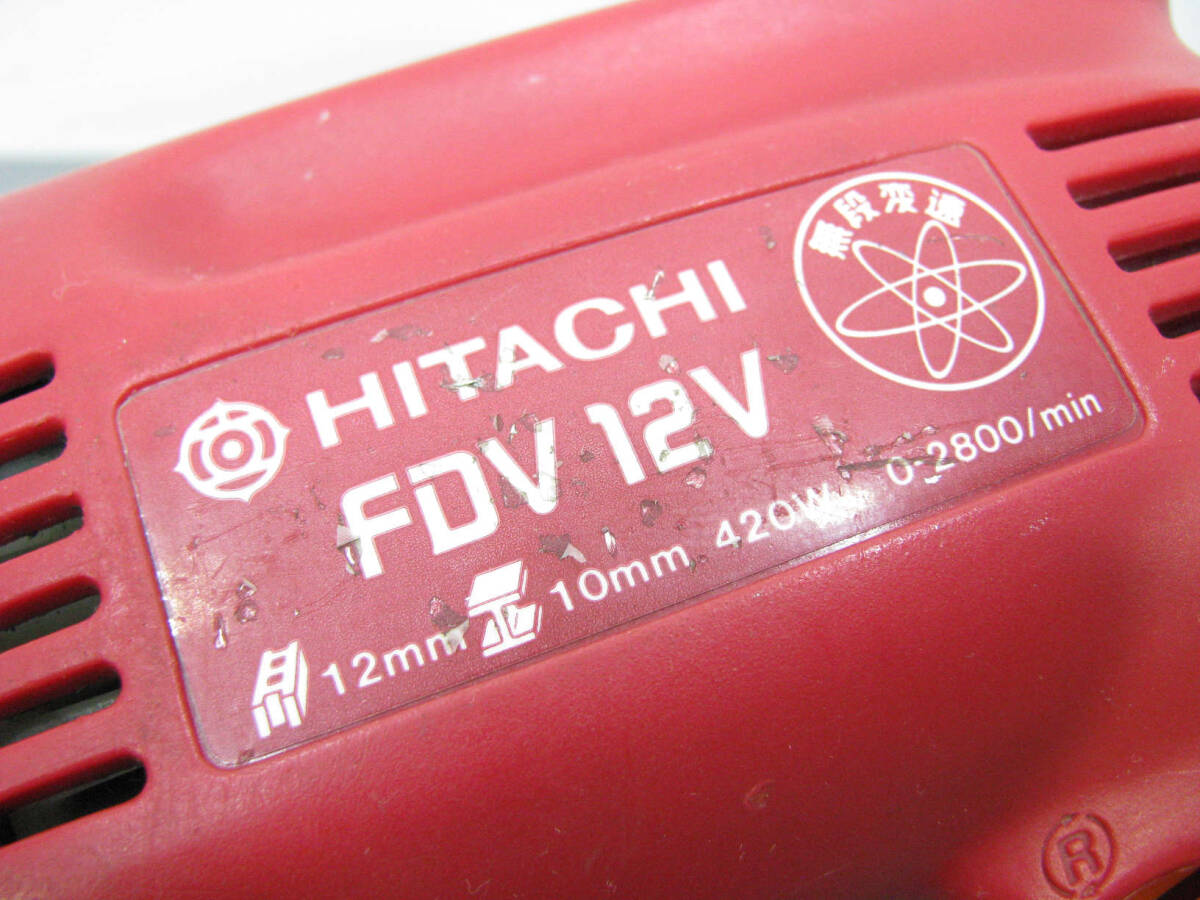 無段変速
HITACHI
FDV 12V
12mm 10mm 420W 0-2800/min
R